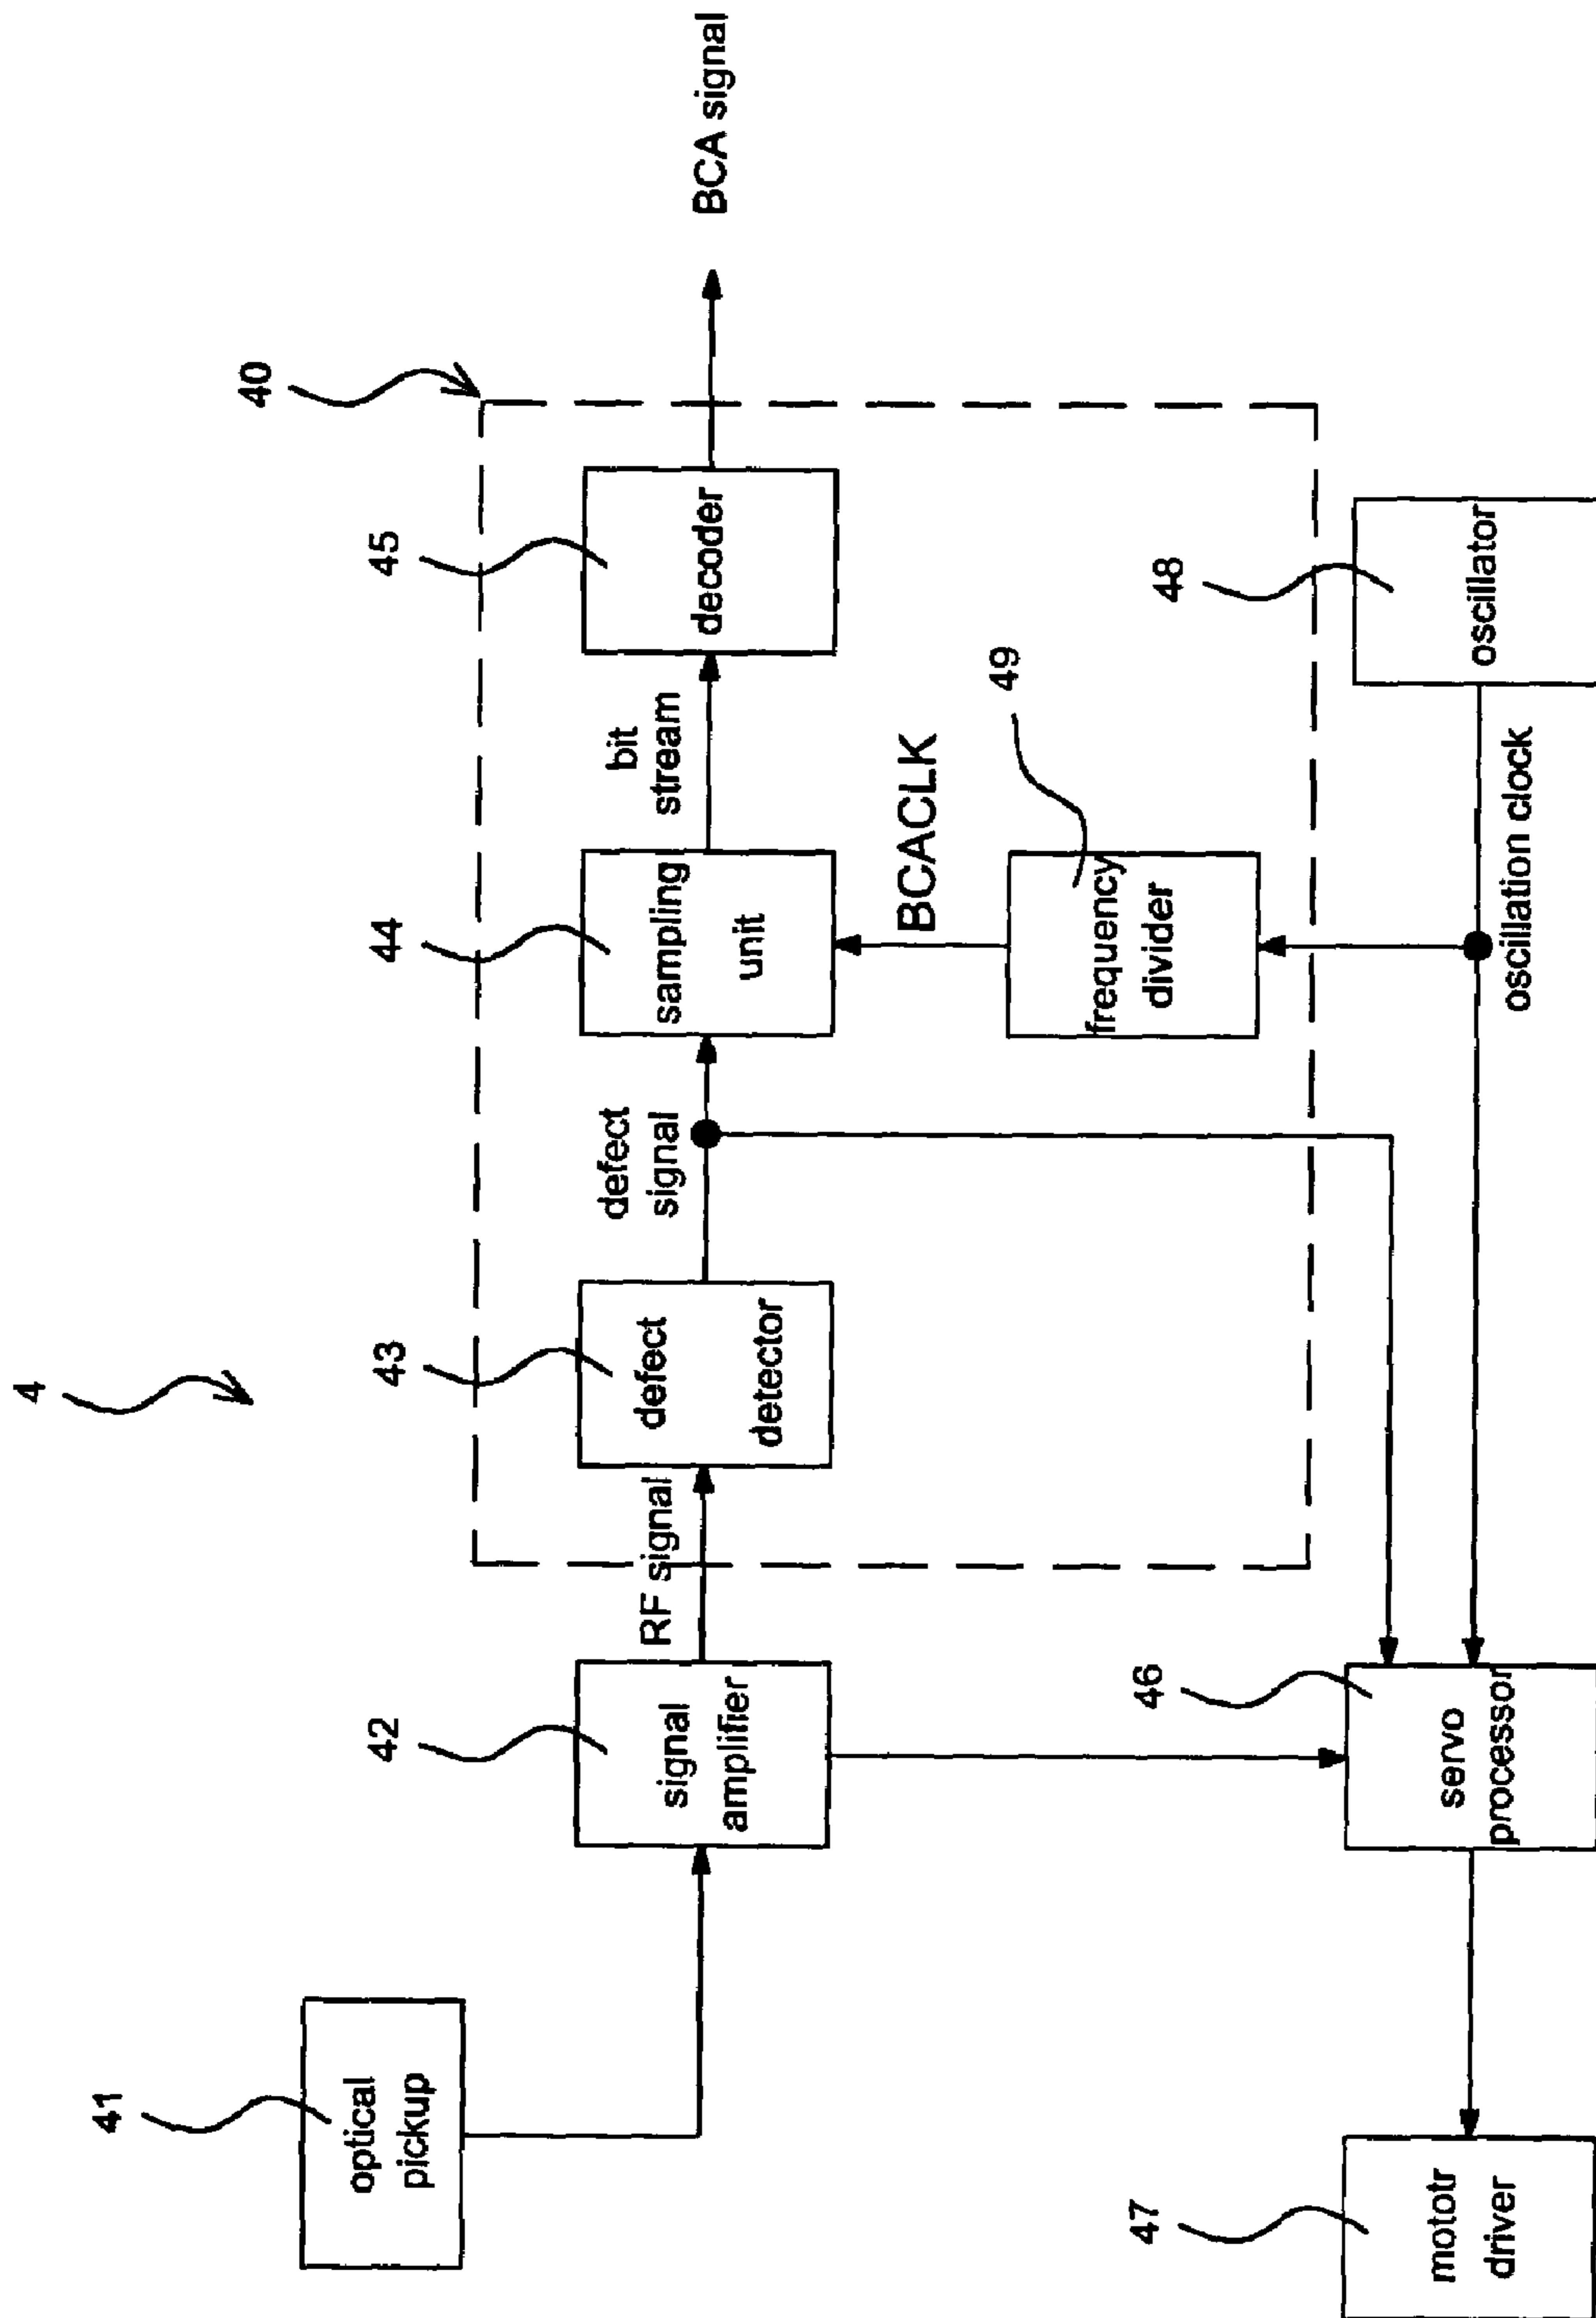 4
40
41
optical
pickup
42
signal
amplifier
RF signal
43
defect
detector
defect
signal
44
sampling
unit
bit
stream
45
decoder
BCA signal
BCACLK
49
frequency
divider
46
servo
processor
47
mototr
driver
48
oscillator
oscillation clock